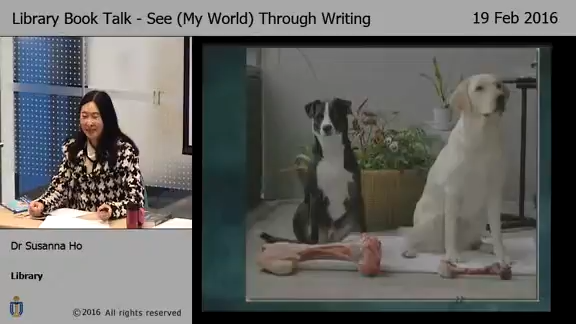 Library Book Talk - See (My World) Through Writing
19 Feb 2016
Dr Susanna Ho
Library
©2016 All rights reserved